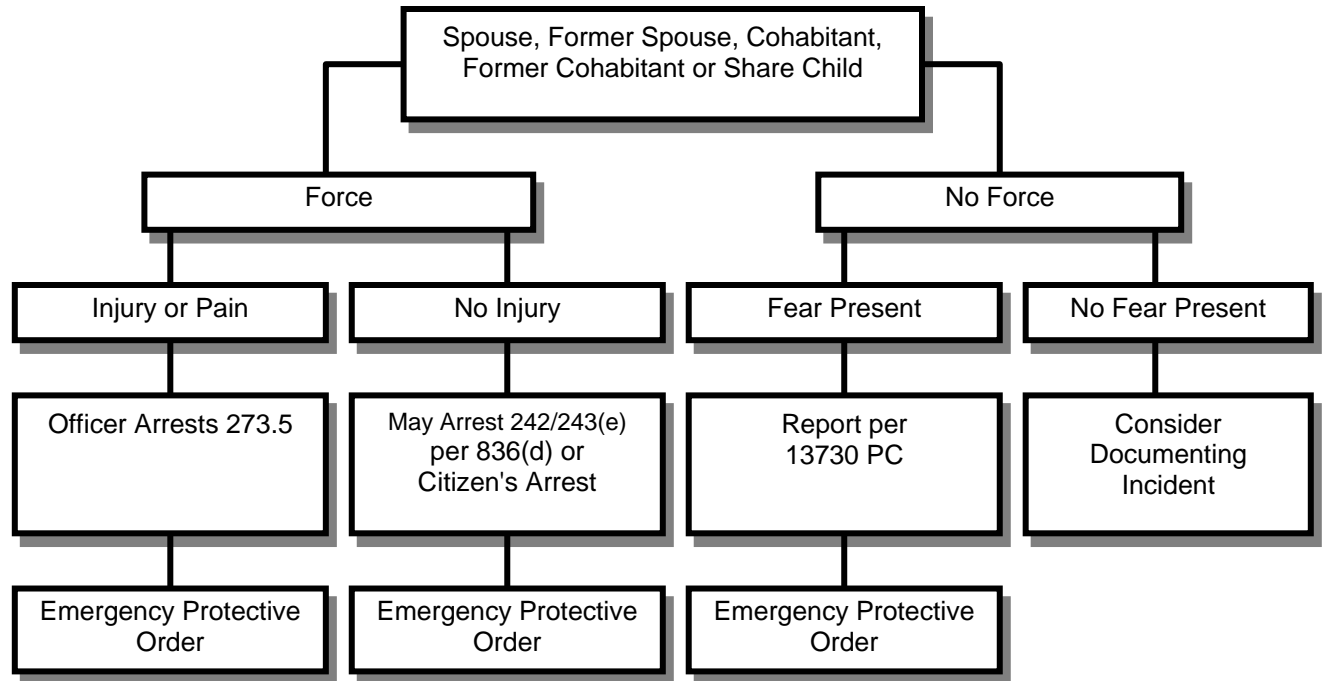 Spouse, Former Spouse, Cohabitant,
Former Cohabitant or Share Child
Force
No Force
Injury or Pain
No Injury
Fear Present
No Fear Present
Officer Arrests 273.5
May Arrest 242/243(e)
per 836(d) or
Citizen's Arrest
Report per
13730 PC
Consider
Documenting
Incident
Emergency Protective
Order
Emergency Protective
Order
Emergency Protective
Order